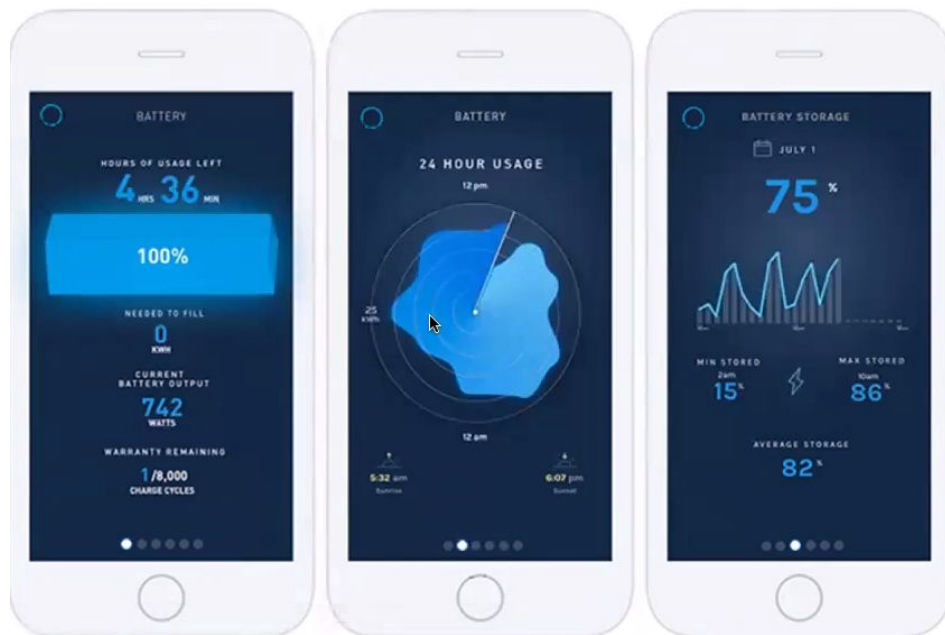 BATTERY
HOURS OF USAGE LEFT
4 HRS 36 MIN
100%
NEEDED TO FILL
0
KWH
CURRENT
BATTERY OUTPUT
742
WATTS
WARRANTY REMAINING
1/8,000
CHARGE CYCLES
BATTERY
24 HOUR USAGE
12 pm
25
KWh
12 am
5:32 am
Sunrise
6:07 pm
Sunset
BATTERY STORAGE
JULY 1
75 %
MIN STORED
2am
15%
MAX STORED
10am
86%
AVERAGE STORAGE
82%